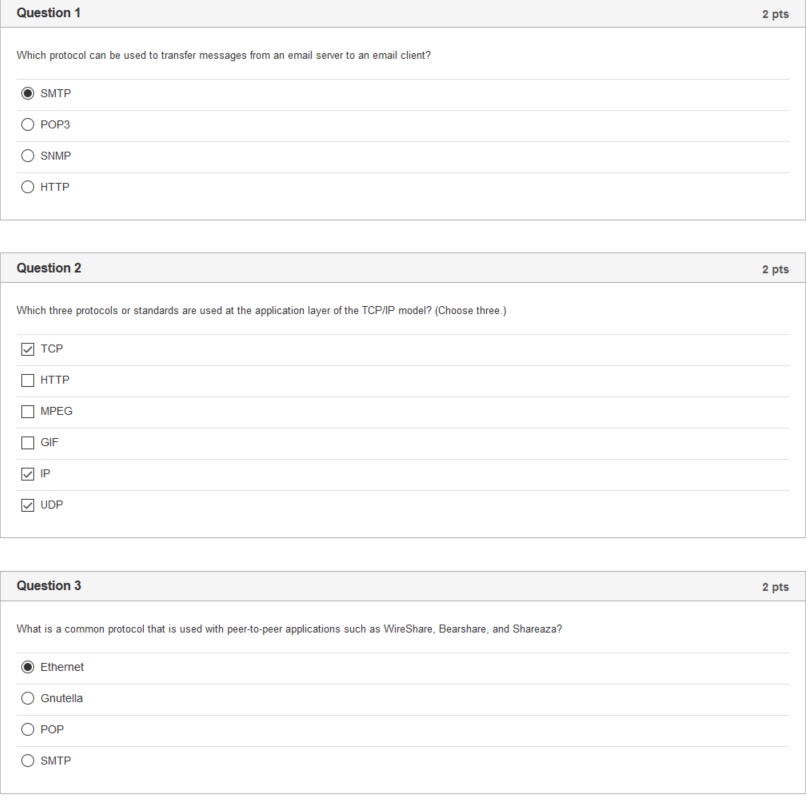 Question 1
2 pts
Which protocol can be used to transfer messages from an email server to an email client?
SMTP
POP3
SNMP
HTTP
Question 2
2 pts
Which three protocols or standards are used at the application layer of the TCP/IP model? (Choose three.)
TCP
HTTP
MPEG
GIF
IP
UDP
Question 3
2 pts
What is a common protocol that is used with peer-to-peer applications such as WireShare, Bearshare, and Shareaza?
Ethernet
Gnutella
POP
SMTP